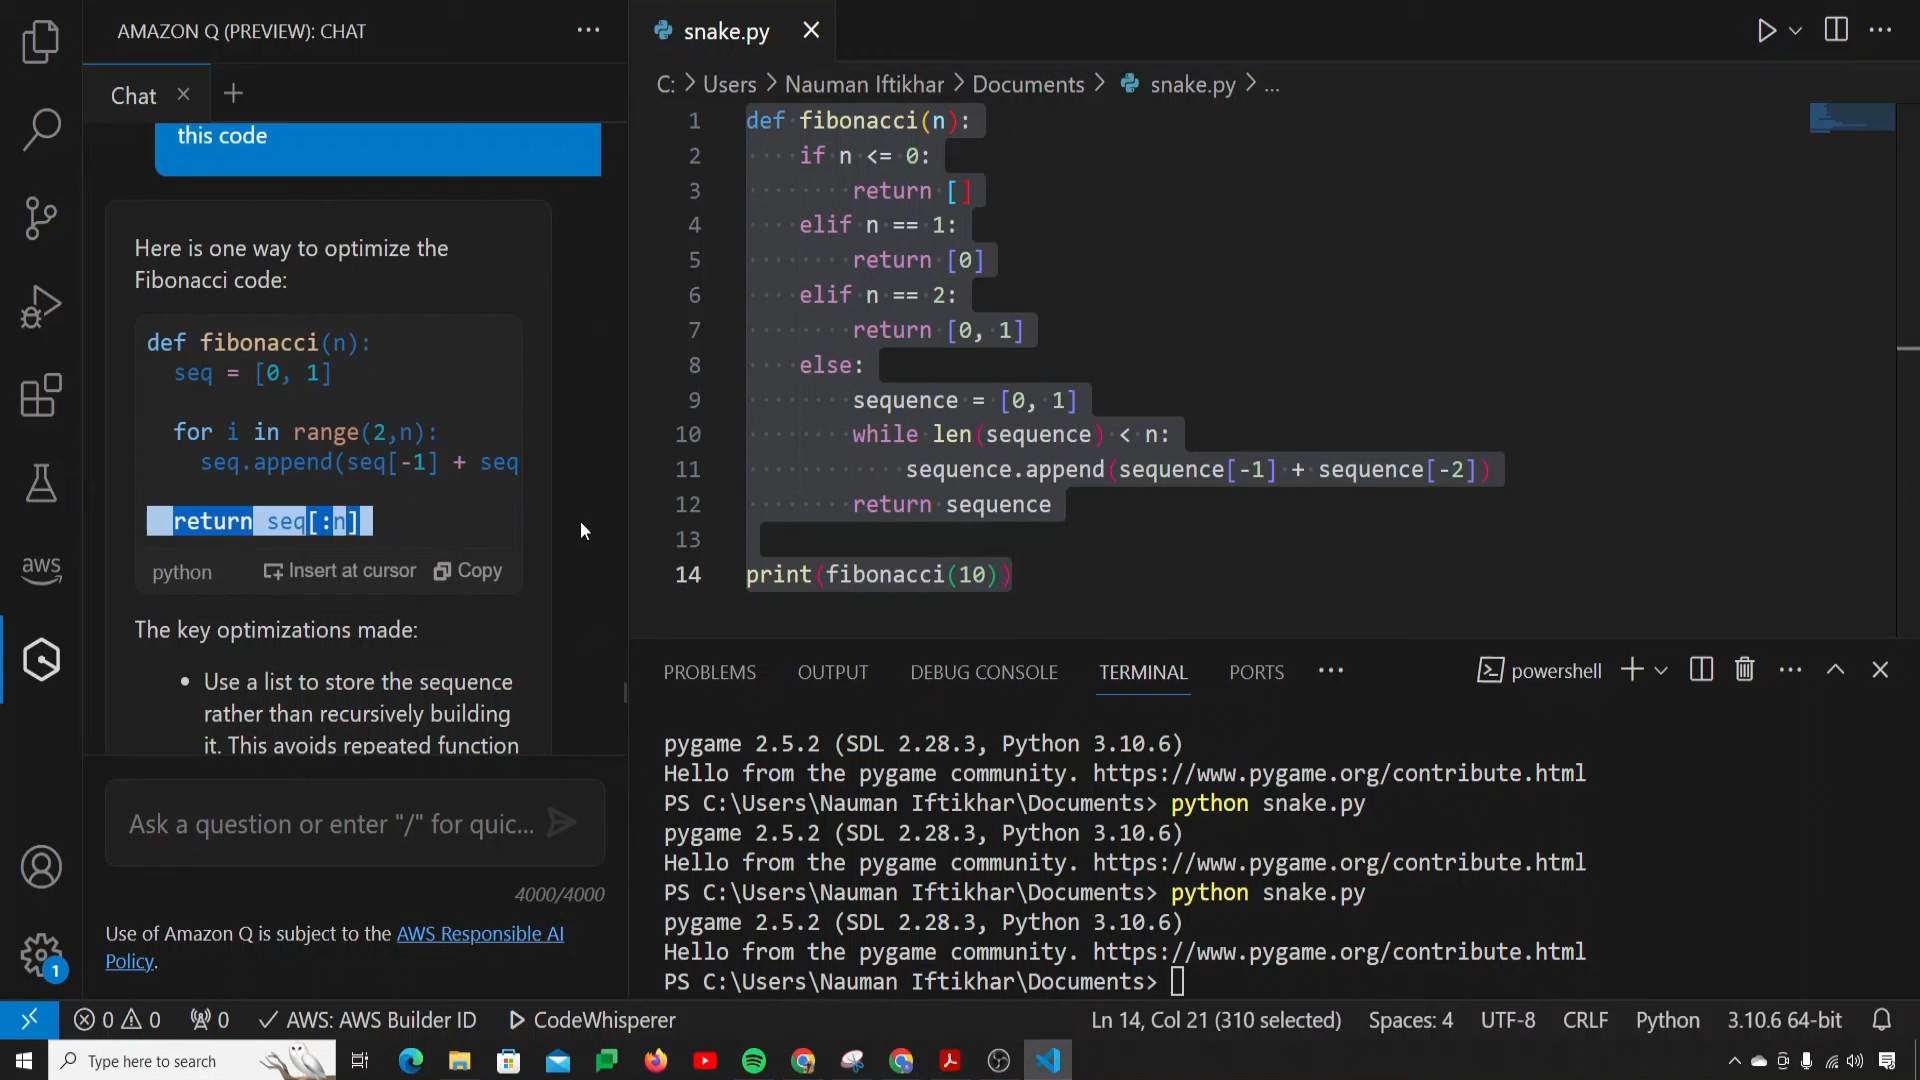 AMAZON Q (PREVIEW): CHAT
Chat
this code
Here is one way to optimize the
Fibonacci code:
def fibonacci(n):
  seq = [0, 1]
  for i in range(2,n):
    seq.append(seq[-1] + seq
  return seq[:n]
python Insert at cursor Copy
The key optimizations made:
• Use a list to store the sequence
rather than recursively building
it. This avoids repeated function
Ask a question or enter "/" for quic...
4000/4000
Use of Amazon Q is subject to the AWS Responsible AI
Policy.
aws
1
snake.py
C: > Users > Nauman Iftikhar > Documents > snake.py > ...
1 def fibonacci(n):
2     if n <= 0:
3         return []
4     elif n == 1:
5         return [0]
6     elif n == 2:
7         return [0, 1]
8     else:
9         sequence = [0, 1]
10         while len(sequence) < n:
11             sequence.append(sequence[-1] + sequence[-2])
12         return sequence
13
14 print(fibonacci(10))
PROBLEMS OUTPUT DEBUG CONSOLE TERMINAL PORTS ... powershell
pygame 2.5.2 (SDL 2.28.3, Python 3.10.6)
Hello from the pygame community. https://www.pygame.org/contribute.html
PS C:\Users\Nauman Iftikhar\Documents> python snake.py
pygame 2.5.2 (SDL 2.28.3, Python 3.10.6)
Hello from the pygame community. https://www.pygame.org/contribute.html
PS C:\Users\Nauman Iftikhar\Documents> python snake.py
pygame 2.5.2 (SDL 2.28.3, Python 3.10.6)
Hello from the pygame community. https://www.pygame.org/contribute.html
PS C:\Users\Nauman Iftikhar\Documents>
0 0 0 AWS: AWS Builder ID CodeWhisperer Ln 14, Col 21 (310 selected) Spaces: 4 UTF-8 CRLF Python 3.10.6 64-bit
Type here to search